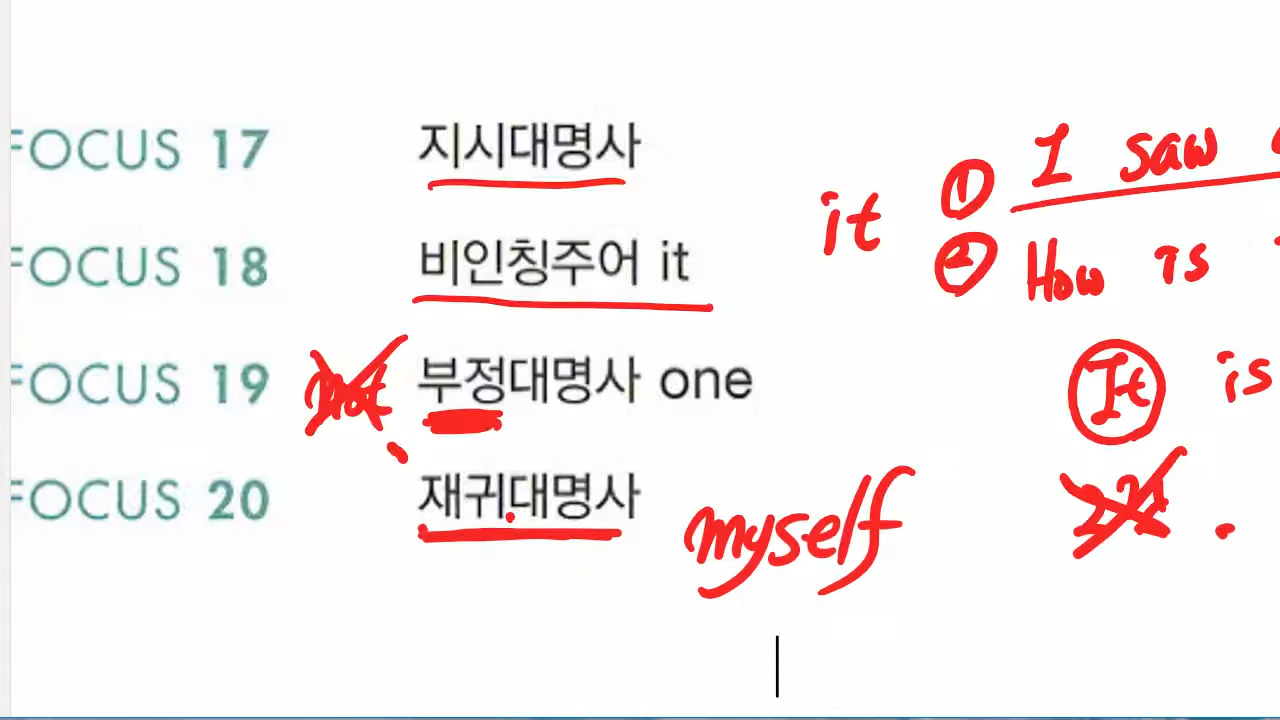 FOCUS 17 지시대명사
FOCUS 18 비인칭주어 it
FOCUS 19 not 부정대명사 one
FOCUS 20 재귀대명사
myself
it ① I saw
② How is
It is